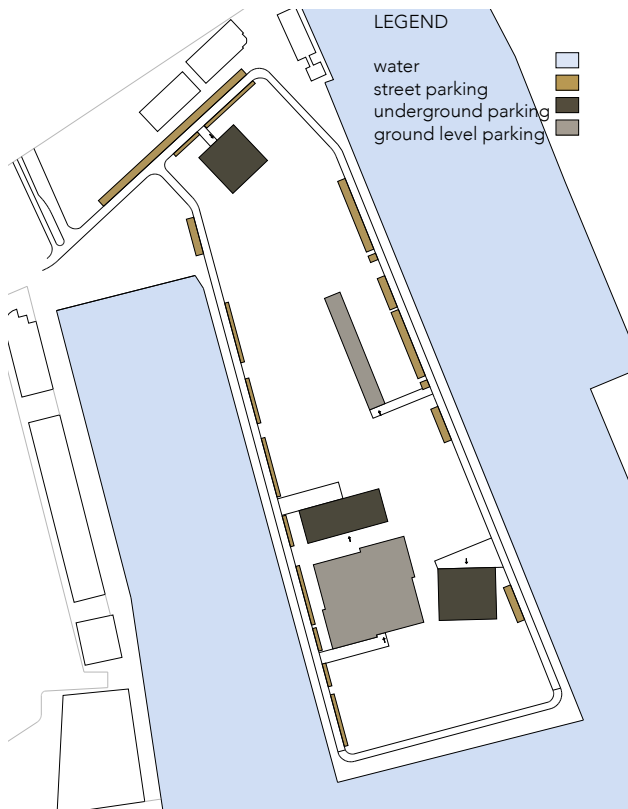 LEGEND
water
street parking
underground parking
ground level parking